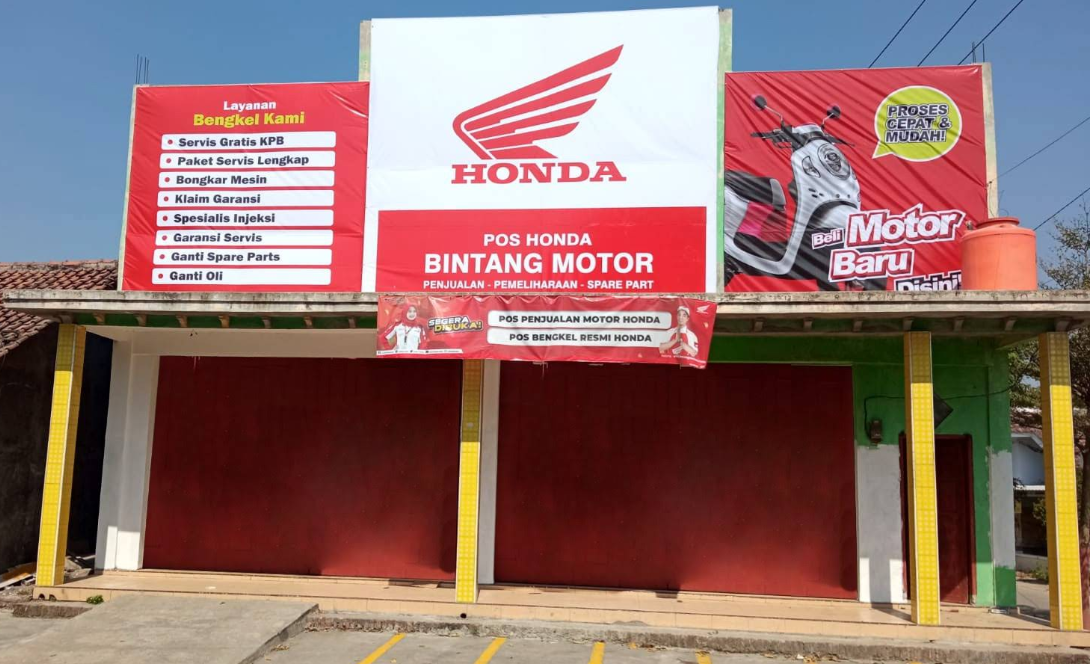 Layanan
Bengkel Kami
Servis Gratis KPB
Paket Servis Lengkap
Bongkar Mesin
Klaim Garansi
Spesialis Injeksi
Garansi Servis
Ganti Spare Parts
Ganti Oli
HONDA
POS HONDA
BINTANG MOTOR
PENJUALAN - PEMELIHARAAN - SPARE PART
PROSES
CEPAT &
MUDAH!
Beli Motor
Baru
Disini
SEGERA
DIBUKA!
POS PENJUALAN MOTOR HONDA
POS BENGKEL RESMI HONDA